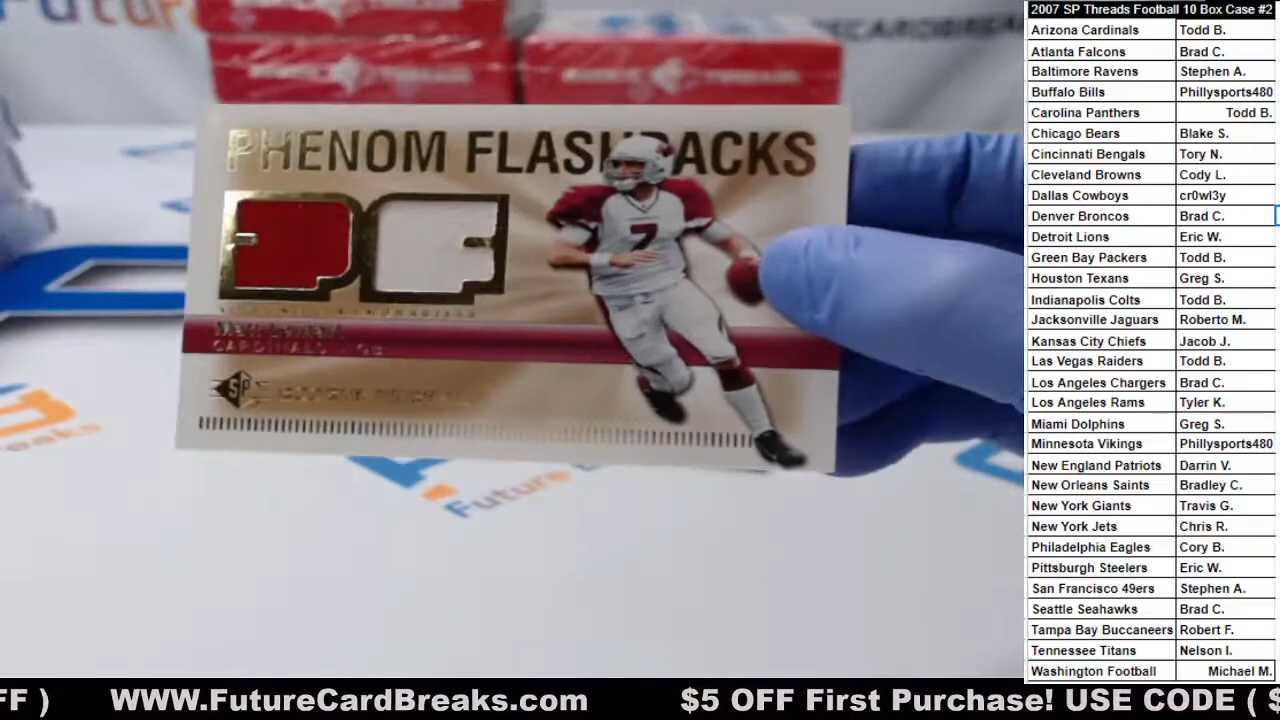 2007 SP Threads Football 10 Box Case #2
Arizona Cardinals Todd B.
Atlanta Falcons Brad C.
Baltimore Ravens Stephen A.
Buffalo Bills Phillysports480
Carolina Panthers Todd B.
Chicago Bears Blake S.
Cincinnati Bengals Tory N.
Cleveland Browns Cody L.
Dallas Cowboys cr0wl3y
Denver Broncos Brad C.
Detroit Lions Eric W.
Green Bay Packers Todd B.
Houston Texans Greg S.
Indianapolis Colts Todd B.
Jacksonville Jaguars Roberto M.
Kansas City Chiefs Jacob J.
Las Vegas Raiders Todd B.
Los Angeles Chargers Brad C.
Los Angeles Rams Tyler K.
Miami Dolphins Greg S.
Minnesota Vikings Phillysports480
New England Patriots Darrin V.
New Orleans Saints Bradley C.
New York Giants Travis G.
New York Jets Chris R.
Philadelphia Eagles Cory B.
Pittsburgh Steelers Eric W.
San Francisco 49ers Stephen A.
Seattle Seahawks Brad C.
Tampa Bay Buccaneers Robert F.
Tennessee Titans Nelson I.
Washington Football Michael M.
PHENOM FLASHBACKS
PF
7
CARDINALS
SP
Future
Breaks
FF ) WWW.FutureCardBreaks.com $5 OFF First Purchase! USE CODE ( $